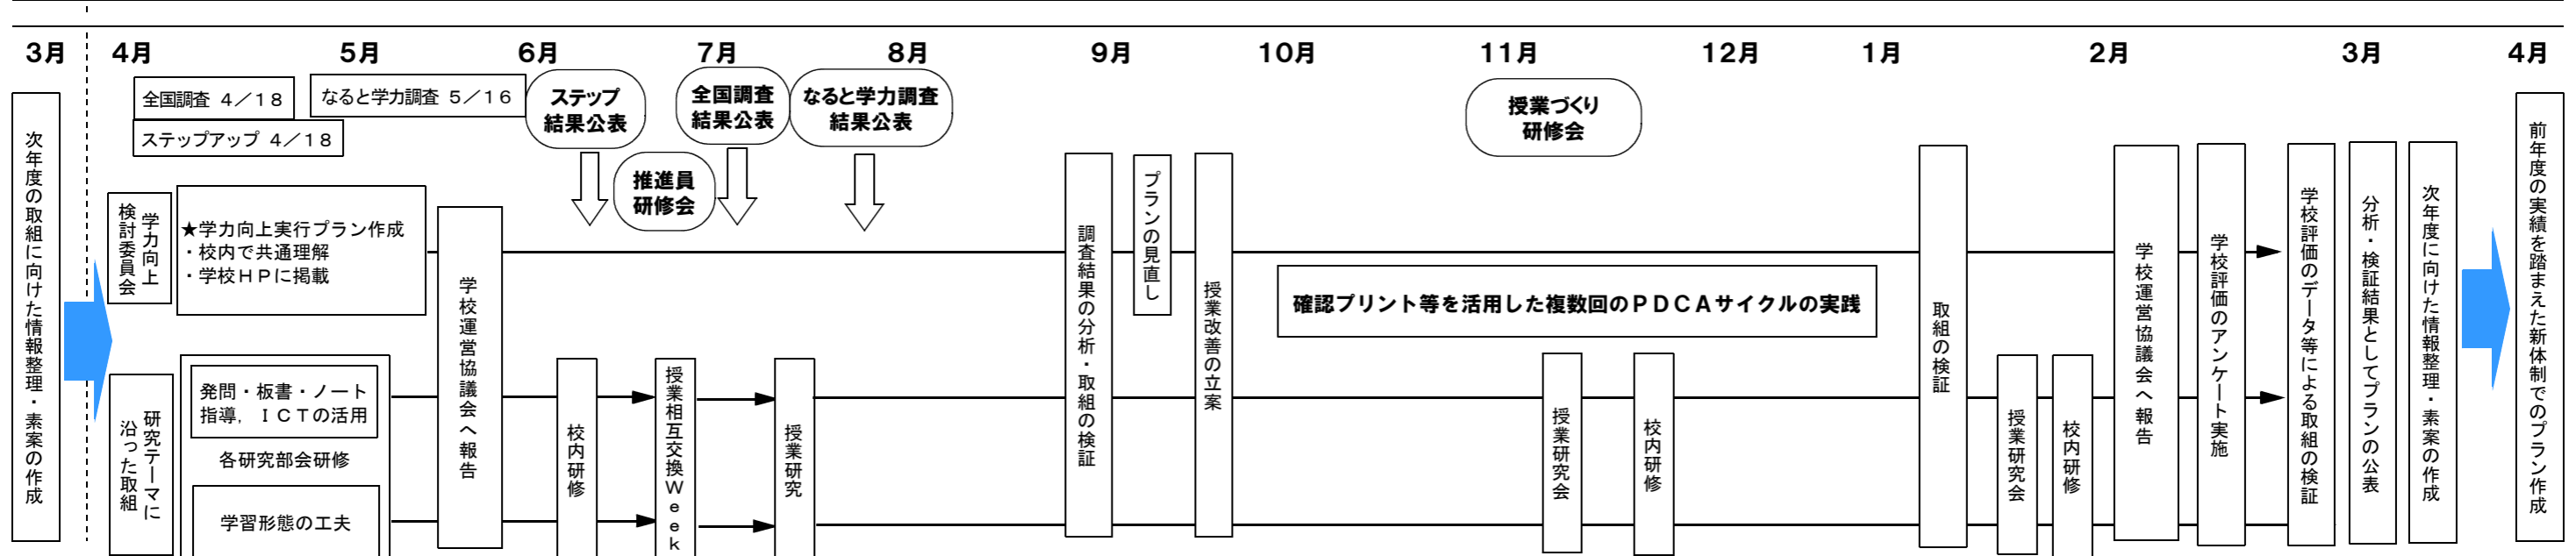 3月
4月
5月
6月
7月
8月
9月
10月
11月
12月
1月
2月
3月
4月
全国調査 4／18
なると学力調査 5／16
ステップアップ 4／18
ステップ
結果公表
推進員
研修会
全国調査
結果公表
なると学力調査
結果公表
授業づくり
研修会
次年度の取組に向けた情報整理・素案の作成
学力向上
検討委員会
★学力向上実行プラン作成
・校内で共通理解
・学校ＨＰに掲載
研究テーマに
沿った取組
発問・板書・ノート
指導，ＩＣＴの活用
各研究部会研修
学習形態の工夫
学校運営協議会へ報告
校内研修
授業相互交換Ｗｅｅｋ
授業研究
調査結果の分析・取組の検証
プランの見直し
授業改善の立案
確認プリント等を活用した複数回のＰＤＣＡサイクルの実践
授業研究会
校内研修
取組の検証
授業研究会
校内研修
学校運営協議会へ報告
学校評価のアンケート実施
学校評価のデータ等による取組の検証
分析・検証結果としてプランの公表
次年度に向けた情報整理・素案の作成
前年度の実績を踏まえた新体制でのプラン作成